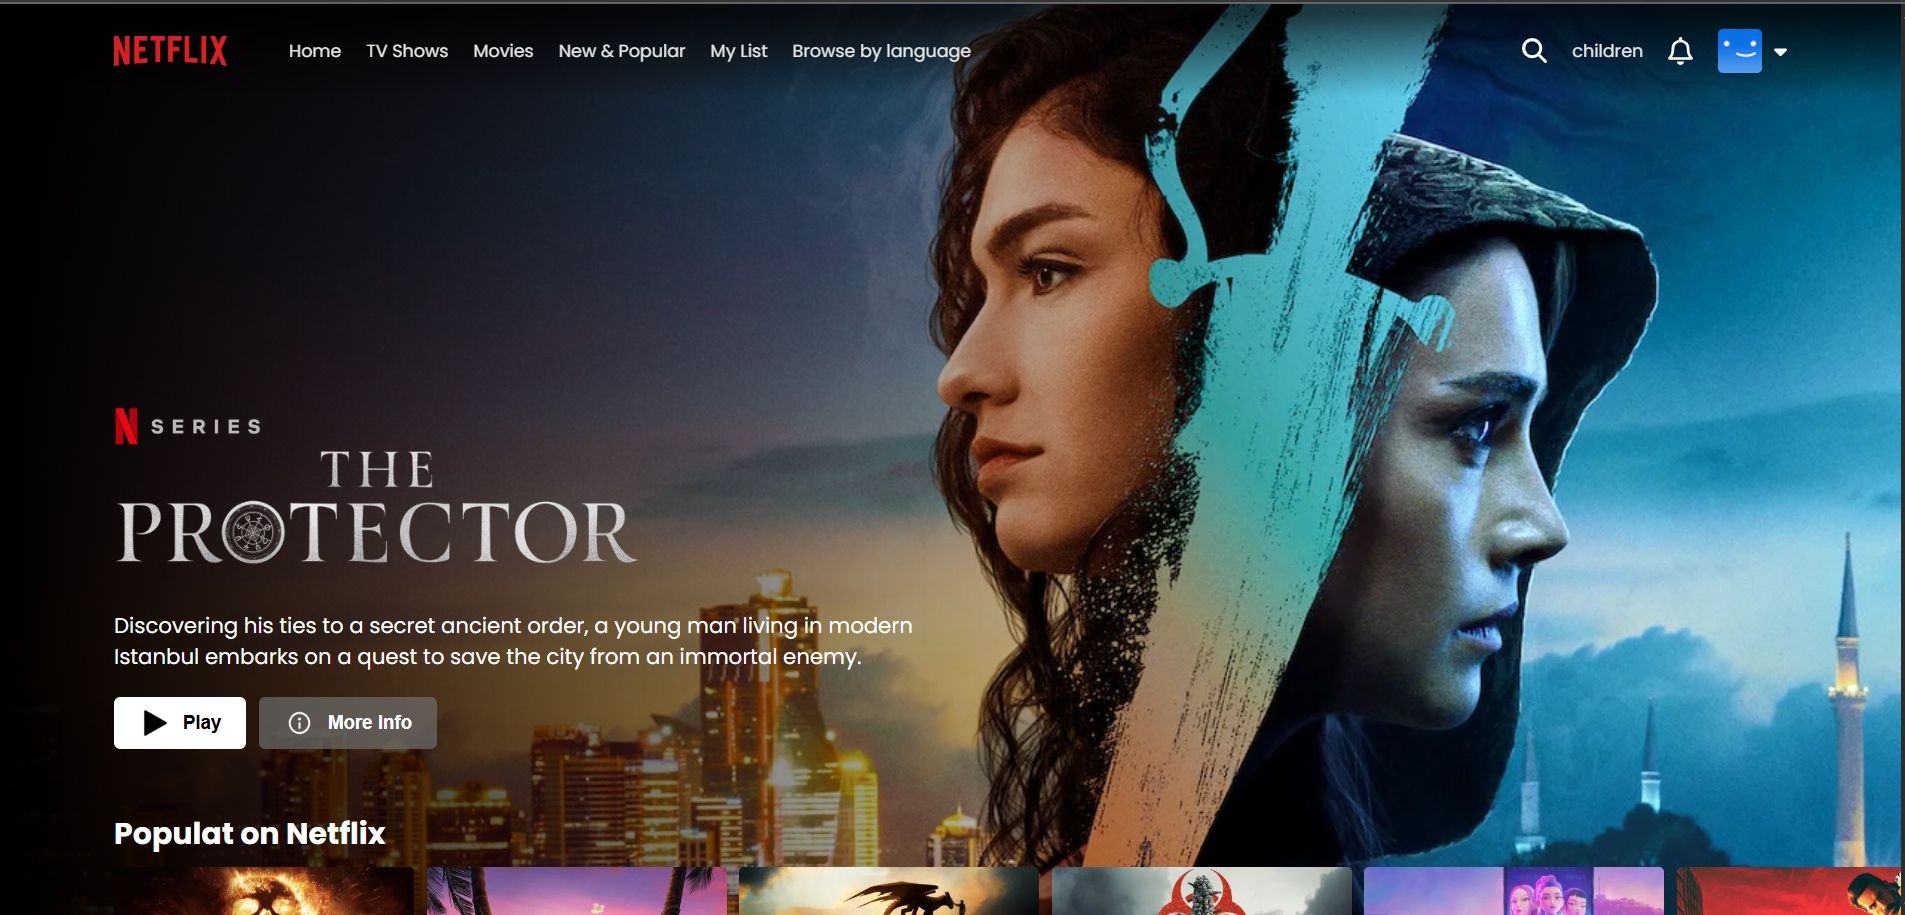 NETFLIX
Home TV Shows Movies New & Popular My List Browse by language
children
N SERIES
THE
PROTECTOR
Discovering his ties to a secret ancient order, a young man living in modern
Istanbul embarks on a quest to save the city from an immortal enemy.
Play
More Info
Populat on Netflix